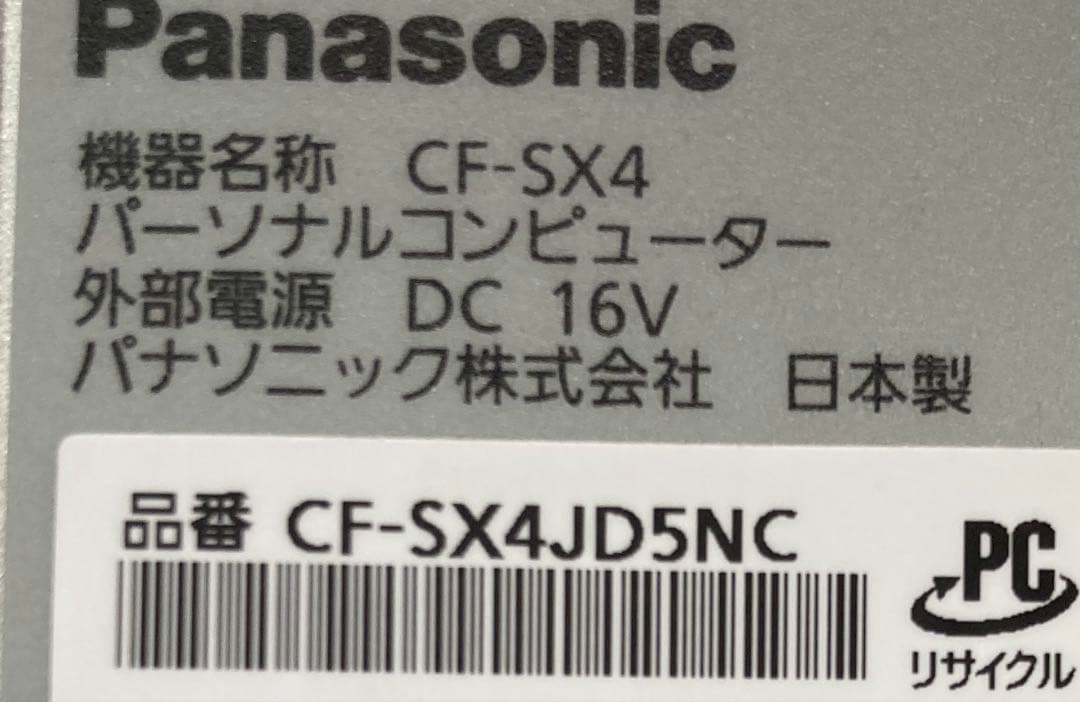 Panasonic
機器名称 CF-SX4
パーソナルコンピューター
外部電源 DC 16V
パナソニック株式会社 日本製
品番 CF-SX4JD5NC
PC
リサイクル